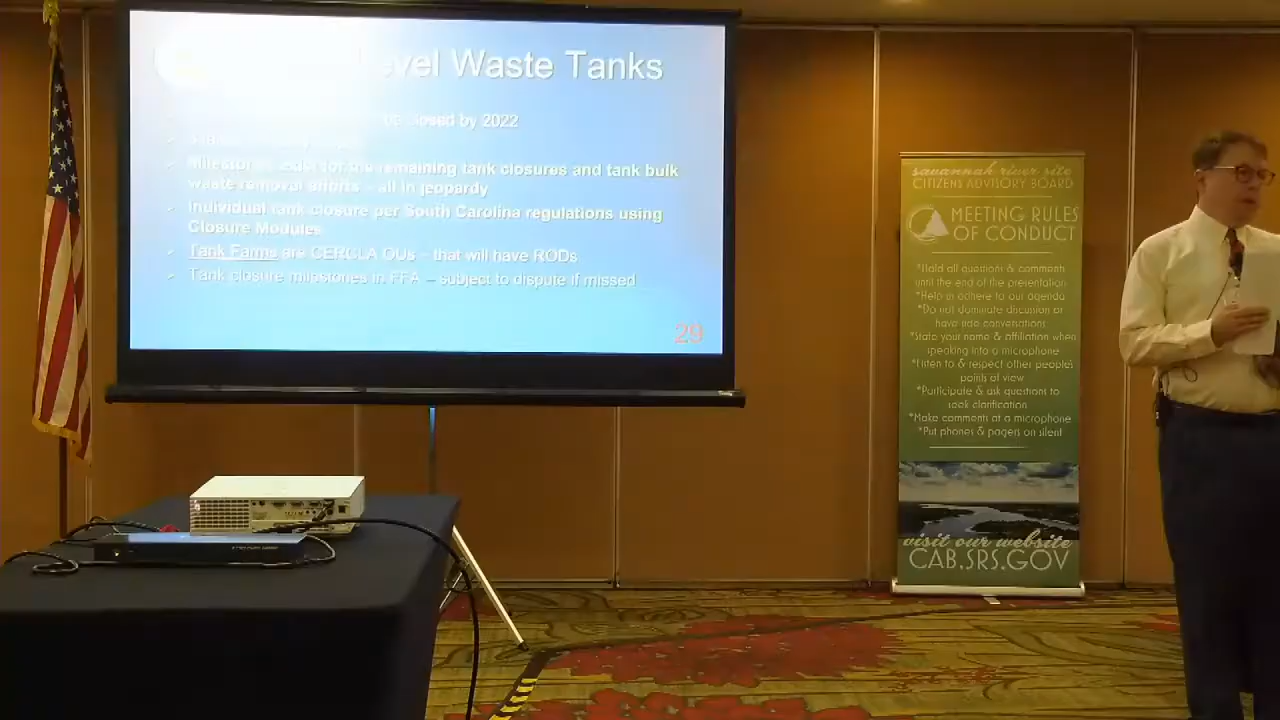 evel Waste Tanks
be closed by 2022
Milestones exist for the remaining tank closures and tank bulk
waste removal efforts – all in jeopardy
Individual tank closure per South Carolina regulations using
Closure Modules
Tank Farms are CERCLA OUs – that will have RODs
Tank closure milestones in FFA – subject to dispute if missed
29
savannah river site
CITIZENS ADVISORY BOARD
MEETING RULES
OF CONDUCT
*Hold all questions & comments
until the end of the presentation
*Help in adhere to our agenda
*Do not dominate discussion or
have side conversations
*State your name & affiliation when
speaking into a microphone
*Listen to & respect other people's
points of view
*Participate & ask questions to
seek clarification
*Make comments at a microphone
*Put phones & pagers on silent
visit our website
CAB.SRS.GOV